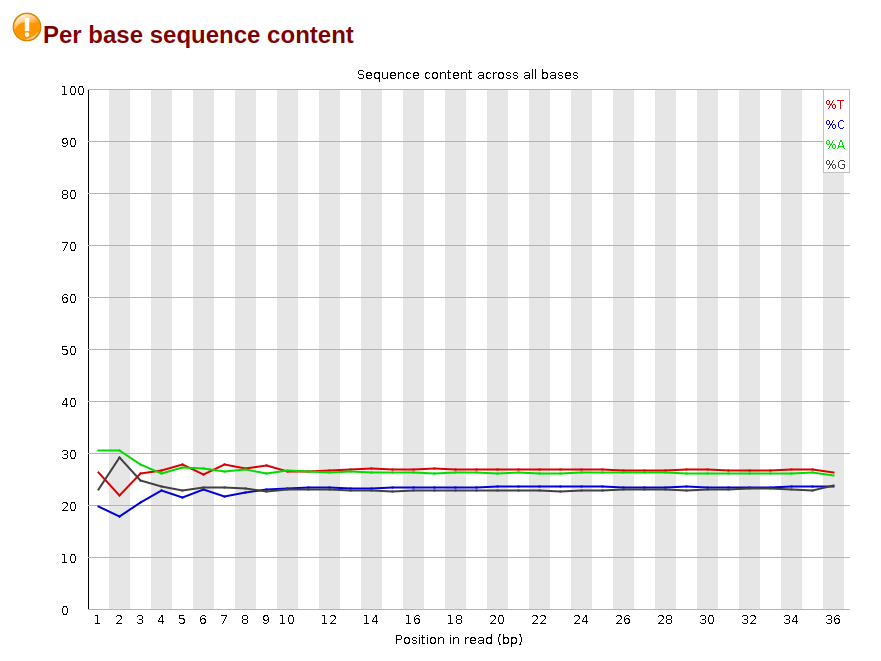 Per base sequence content
Sequence content across all bases
100
90
80
70
60
50
40
30
20
10
0
%T
%C
%A
%G
1 2 3 4 5 6 7 8 9 10 12 14 16 18 20 22 24 26 28 30 32 34 36
Position in read (bp)